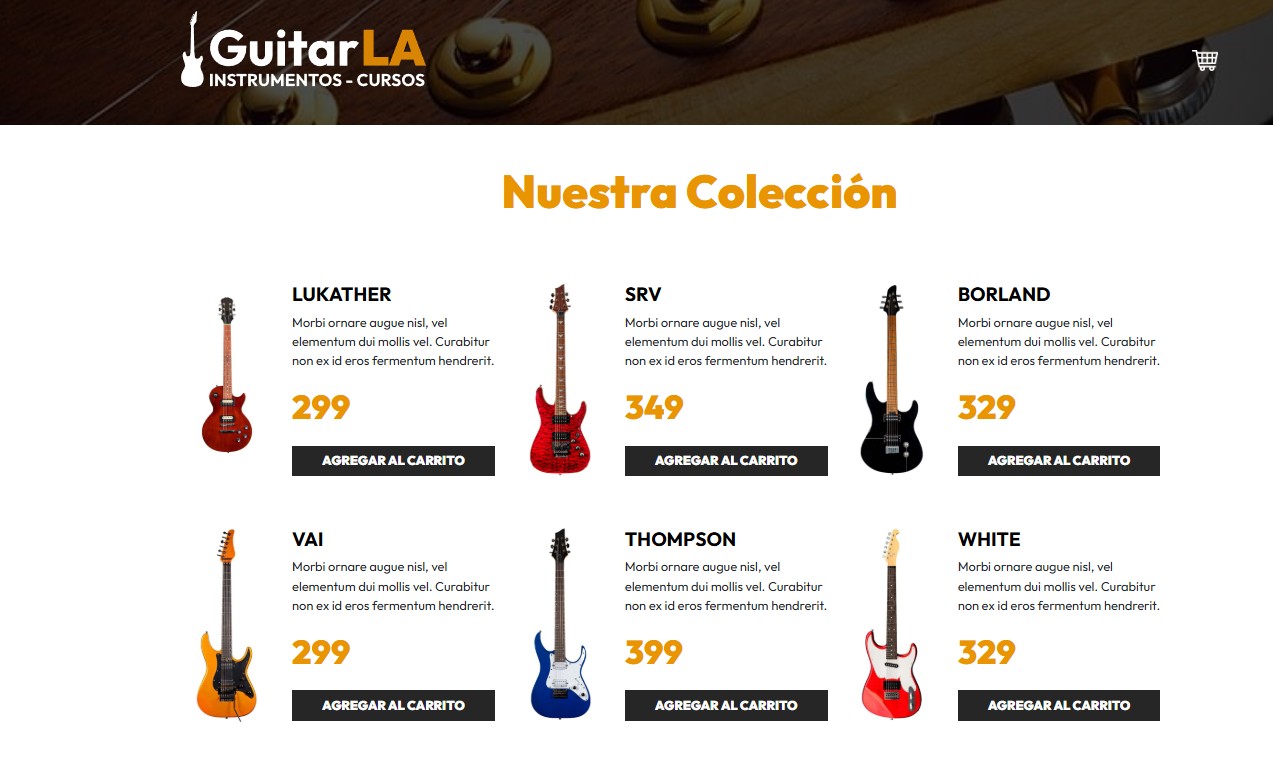 GuitarLA
INSTRUMENTOS - CURSOS
Nuestra Colección
LUKATHER
Morbi ornare augue nisl, vel
elementum dui mollis vel. Curabitur
non ex id eros fermentum hendrerit.
299
AGREGAR AL CARRITO
SRV
Morbi ornare augue nisl, vel
elementum dui mollis vel. Curabitur
non ex id eros fermentum hendrerit.
349
AGREGAR AL CARRITO
BORLAND
Morbi ornare augue nisl, vel
elementum dui mollis vel. Curabitur
non ex id eros fermentum hendrerit.
329
AGREGAR AL CARRITO
VAI
Morbi ornare augue nisl, vel
elementum dui mollis vel. Curabitur
non ex id eros fermentum hendrerit.
299
AGREGAR AL CARRITO
THOMPSON
Morbi ornare augue nisl, vel
elementum dui mollis vel. Curabitur
non ex id eros fermentum hendrerit.
399
AGREGAR AL CARRITO
WHITE
Morbi ornare augue nisl, vel
elementum dui mollis vel. Curabitur
non ex id eros fermentum hendrerit.
329
AGREGAR AL CARRITO